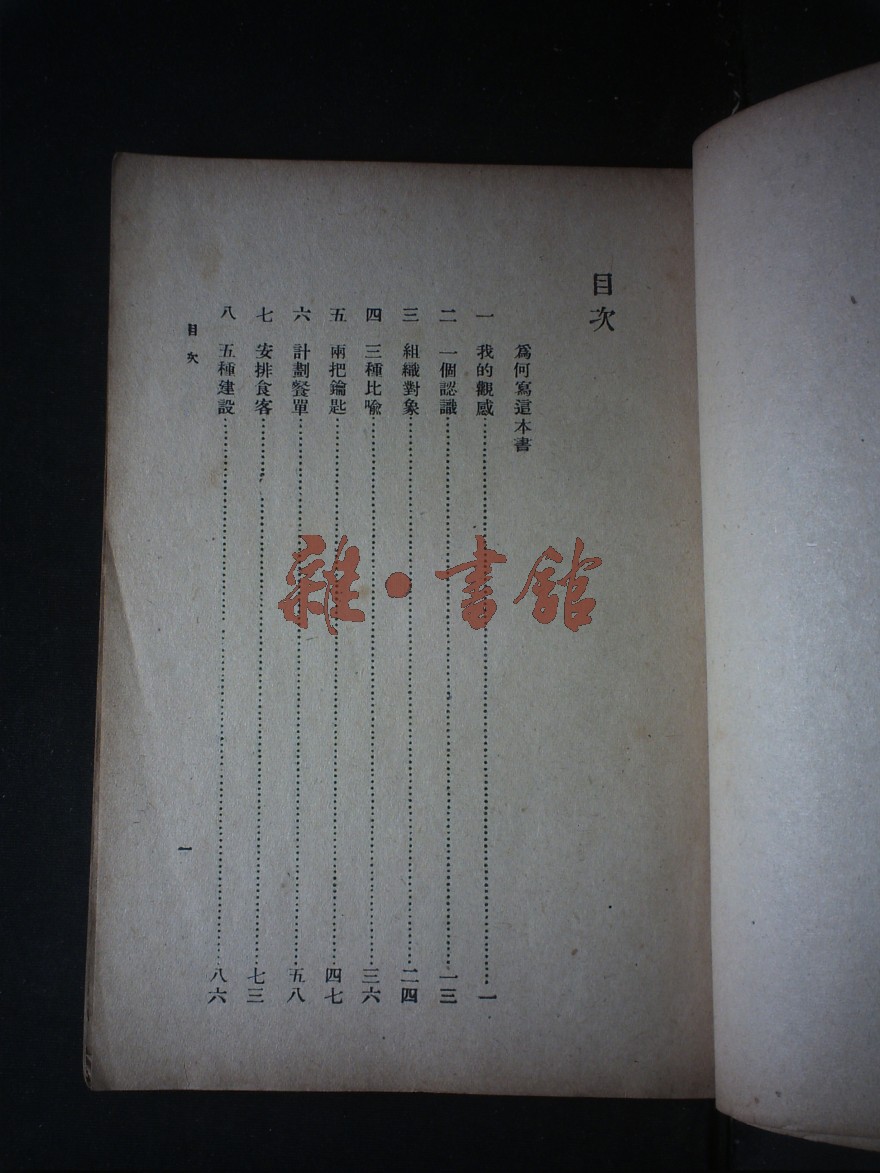 目次
爲何寫這本書
一 我的觀感……一
二 一個認識……一三
三 組織對象……二四
四 三種比喻……三六
五 兩把鑰匙……四七
六 計劃餐單……五八
七 安排食客……七三
八 五種建設……八六
目次
一
雜·書館